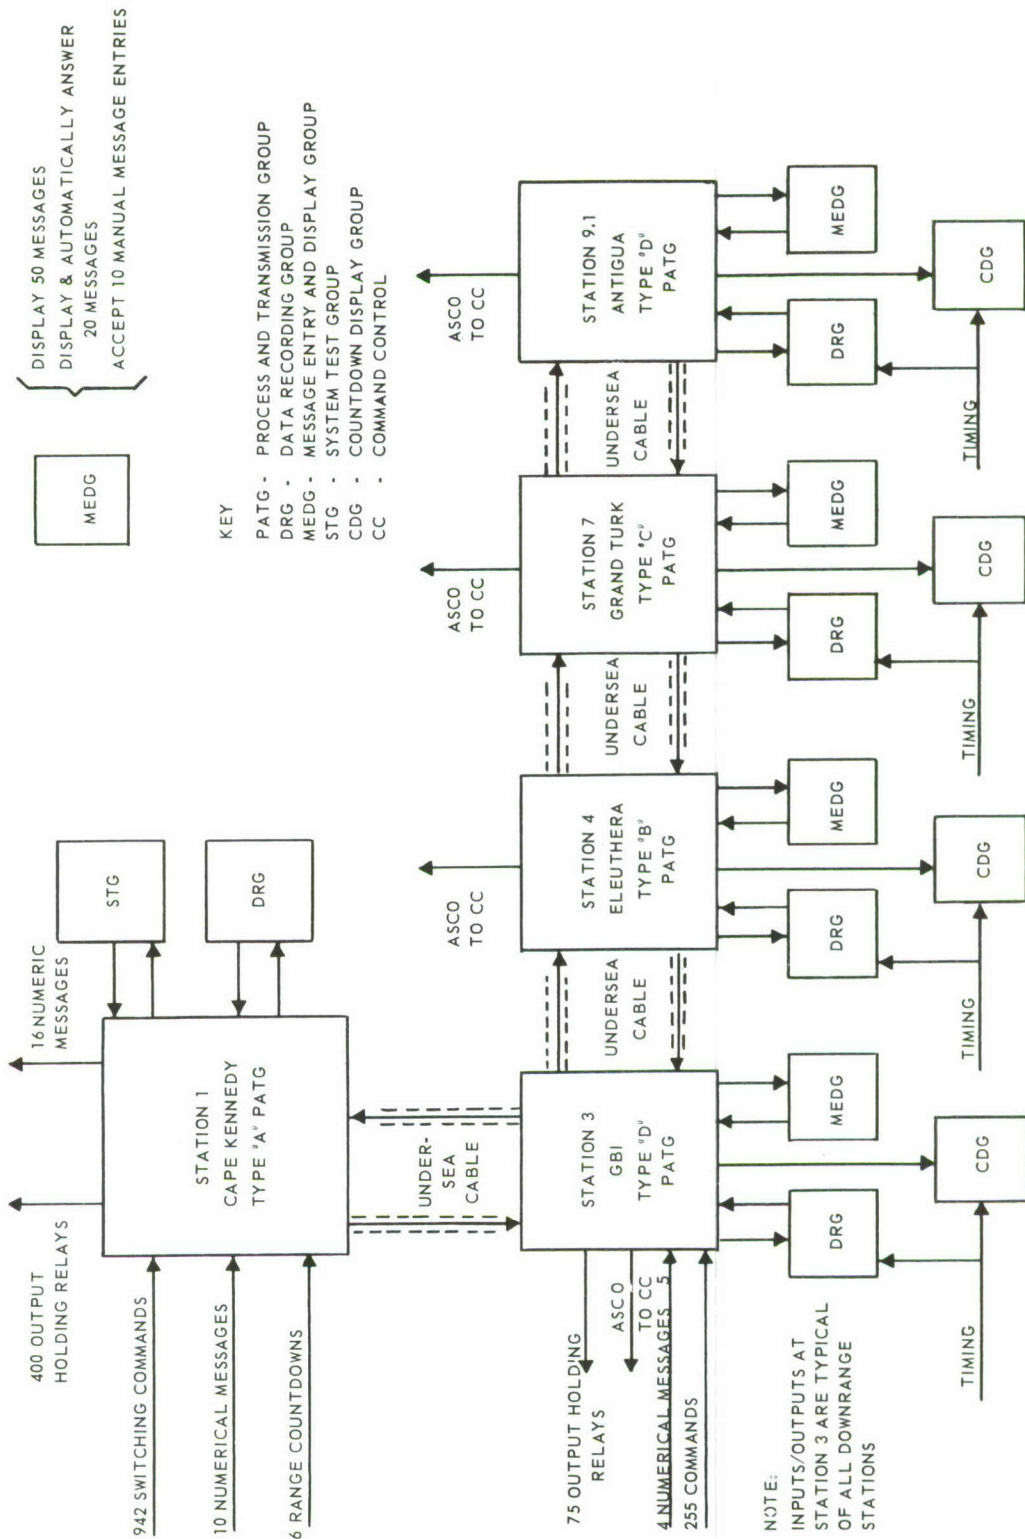 400 OUTPUT
HOLDING RELAYS
16 NUMERIC
MESSAGES
942 SWITCHING COMMANDS
10 NUMERICAL MESSAGES
6 RANGE COUNTDOWNS
STATION 1
CAPE KENNEDY
TYPE "A" PATG
STG
DRG
MEDG
DISPLAY 50 MESSAGES
DISPLAY & AUTOMATICALLY ANSWER
20 MESSAGES
ACCEPT 10 MANUAL MESSAGE ENTRIES
KEY
PATG - PROCESS AND TRANSMISSION GROUP
DRG - DATA RECORDING GROUP
MEDG - MESSAGE ENTRY AND DISPLAY GROUP
STG - SYSTEM TEST GROUP
CDG - COUNTDOWN DISPLAY GROUP
CC - COMMAND CONTROL
UNDER-
SEA
CABLE
75 OUTPUT HOLDING
RELAYS
ASCO
TO CC
4 NUMERICAL MESSAGES 5
255 COMMANDS
STATION 3
GBI
TYPE "D"
PATG
UNDERSEA
CABLE
ASCO
TO CC
STATION 4
ELEUTHERA
TYPE "B"
PATG
UNDERSEA
CABLE
ASCO
TO CC
STATION 7
GRAND TURK
TYPE "C"
PATG
UNDERSEA
CABLE
ASCO
TO CC
STATION 9.1
ANTIGUA
TYPE "D"
PATG
DRG
MEDG
DRG
MEDG
DRG
MEDG
DRG
MEDG
CDG
CDG
CDG
CDG
TIMING
TIMING
TIMING
TIMING
NOTE:
INPUTS/OUTPUTS AT
STATION 3 ARE TYPICAL
OF ALL DOWNRANGE
STATIONS